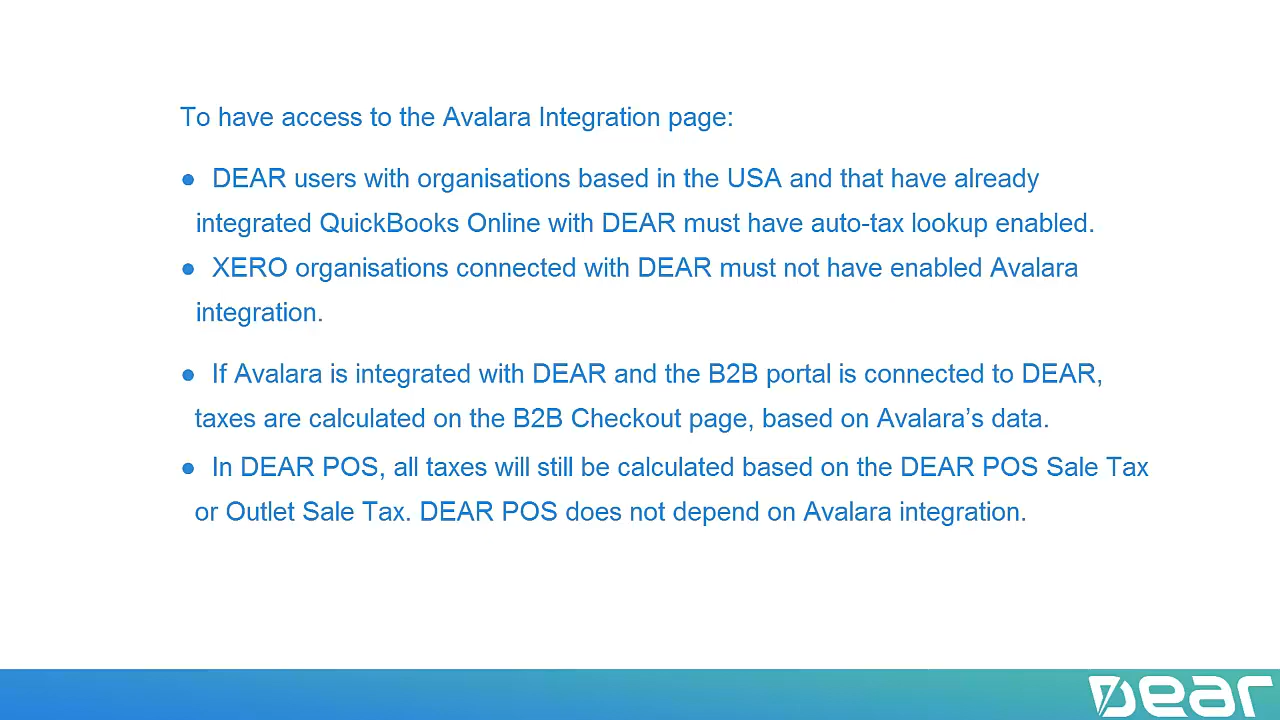 To have access to the Avalara Integration page:
● DEAR users with organisations based in the USA and that have already
integrated QuickBooks Online with DEAR must have auto-tax lookup enabled.
● XERO organisations connected with DEAR must not have enabled Avalara
integration.
● If Avalara is integrated with DEAR and the B2B portal is connected to DEAR,
taxes are calculated on the B2B Checkout page, based on Avalara’s data.
● In DEAR POS, all taxes will still be calculated based on the DEAR POS Sale Tax
or Outlet Sale Tax. DEAR POS does not depend on Avalara integration.
Dear